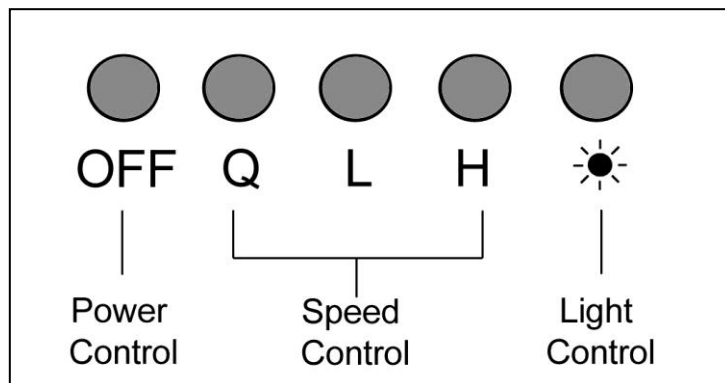 OFF Q L H
Power Control
Speed Control
Light Control